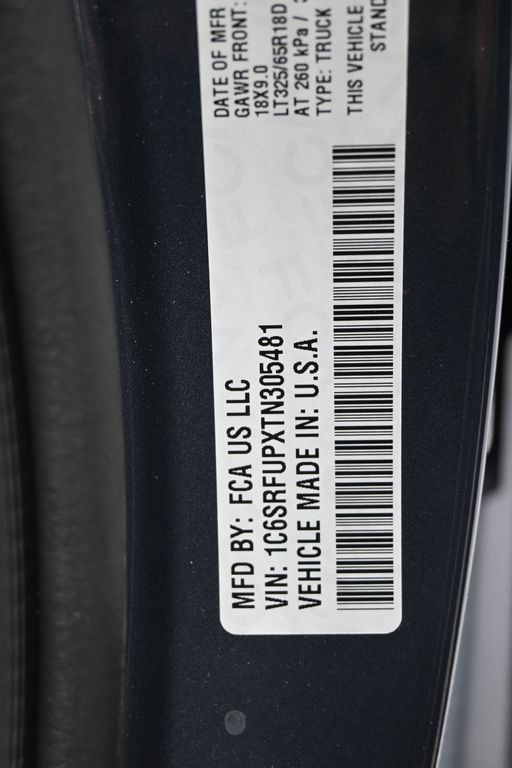 MFD BY: FCA US LLC
VIN: 1C6SRFUPXTN305481
VEHICLE MADE IN: U.S.A.
DATE OF MFR
GAWR FRONT:
18X9.0
LT325/65R18D
AT 260 kPa /
TYPE: TRUCK
THIS VEHICLE
STAND